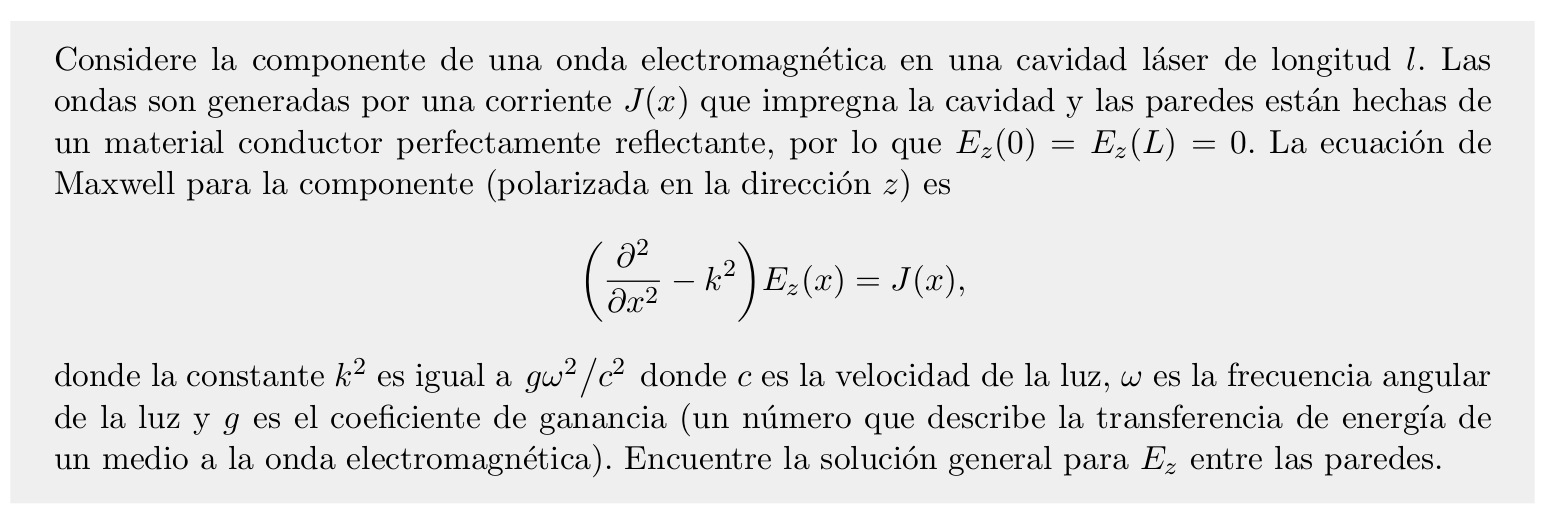 Considere la componente de una onda electromagnética en una cavidad láser de longitud l. Las
ondas son generadas por una corriente J(x) que impregna la cavidad y las paredes están hechas de
un material conductor perfectamente reflectante, por lo que E_z(0) = E_z(L) = 0. La ecuación de
Maxwell para la componente (polarizada en la dirección z) es
(∂²/∂x² − k²) E_z(x) = J(x),
donde la constante k² es igual a gω²/c² donde c es la velocidad de la luz, ω es la frecuencia angular
de la luz y g es el coeficiente de ganancia (un número que describe la transferencia de energía de
un medio a la onda electromagnética). Encuentre la solución general para E_z entre las paredes.